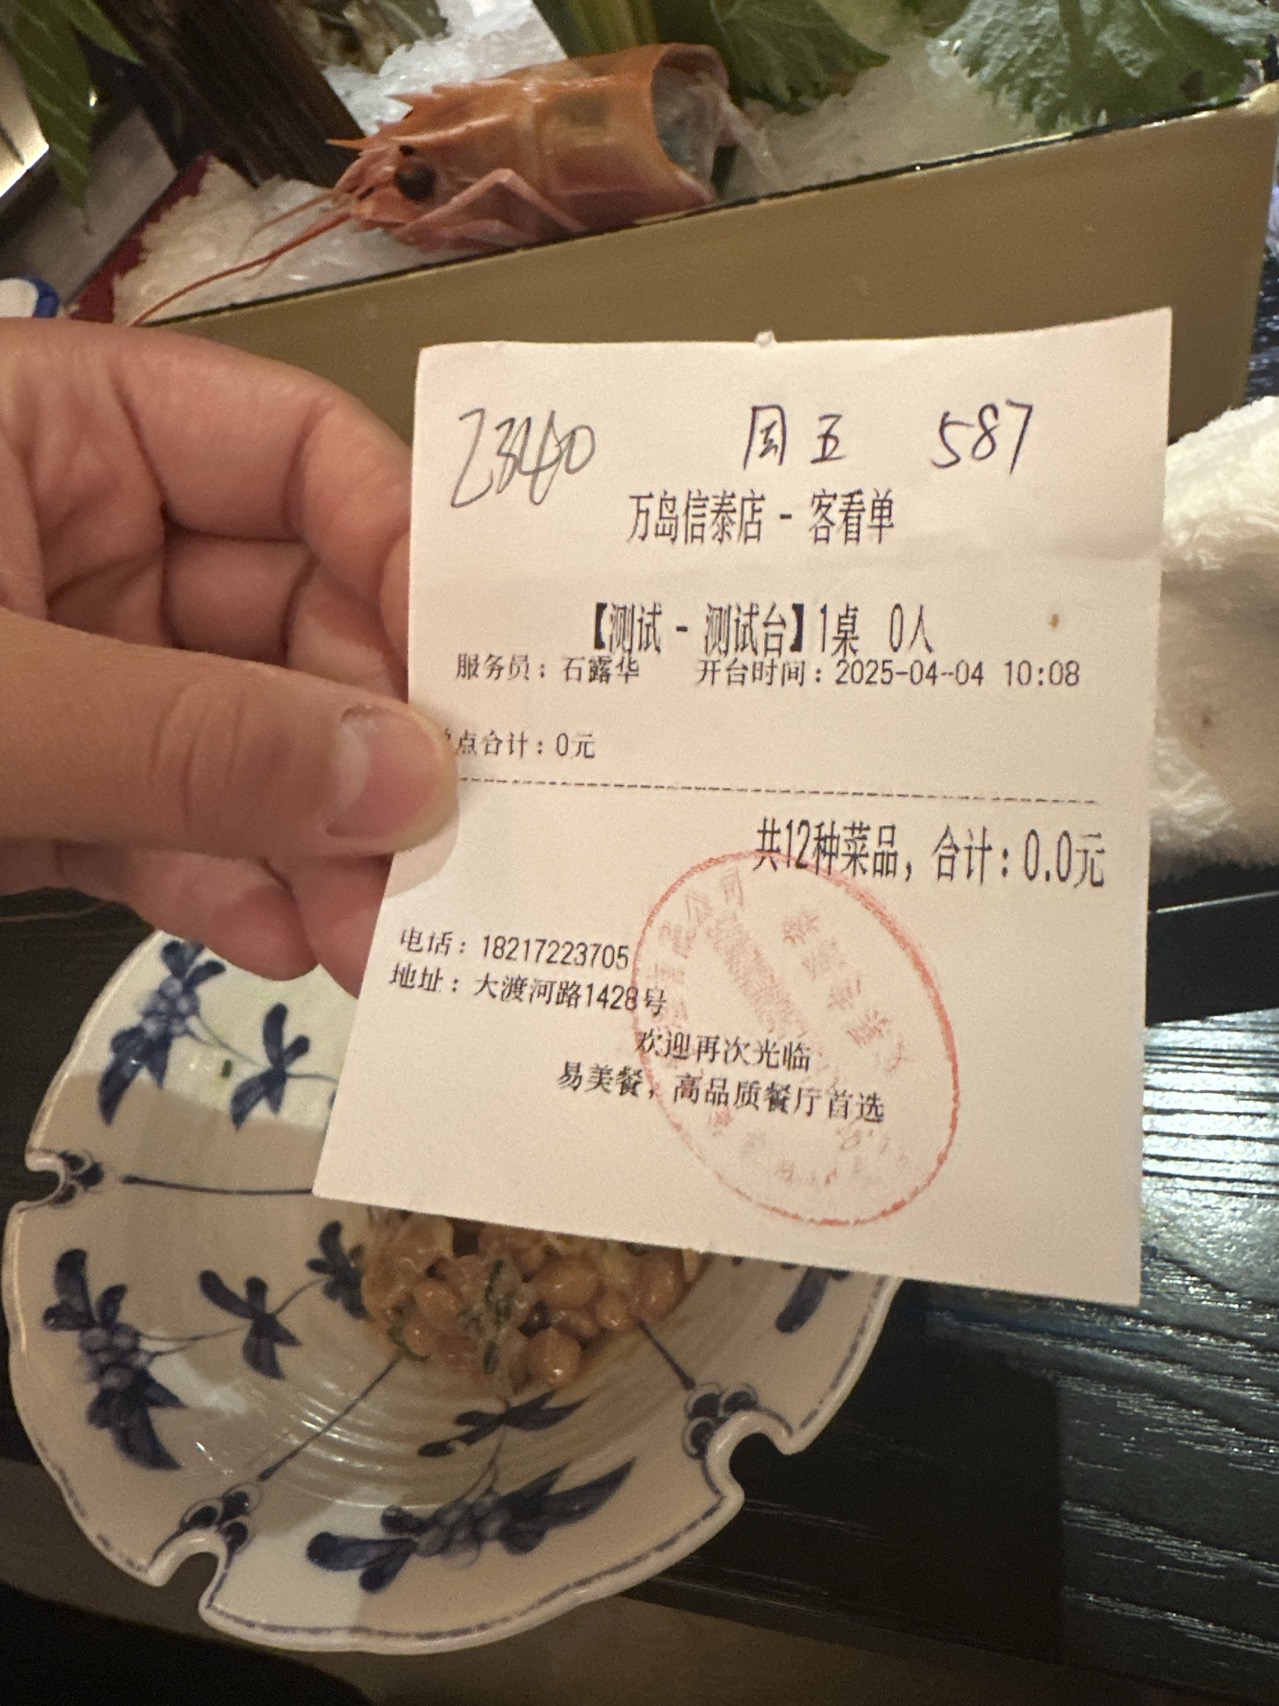 2340 周五 587
万岛信泰店 - 客看单
【测试 - 测试台】1桌 0人
服务员：石露华 开台时间：2025-04-04 10:08
点合计：0元
共12种菜品，合计：0.0元
电话：18217223705
地址：大渡河路1428号
欢迎再次光临
易美餐，高品质餐厅首选